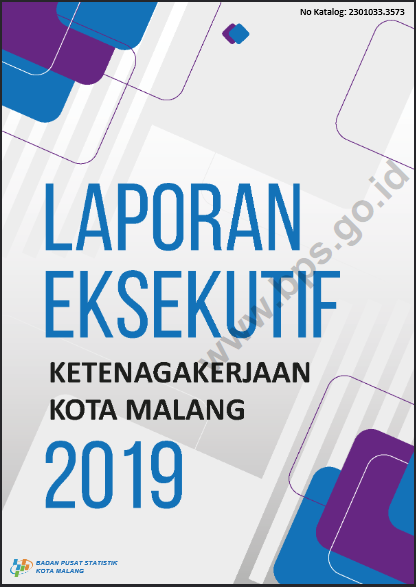 No Katalog: 2301033.3573
LAPORAN
EKSEKUTIF
KETENAGAKERJAAN
KOTA MALANG
2019
www.bps.go.id
BADAN PUSAT STATISTIK
KOTA MALANG